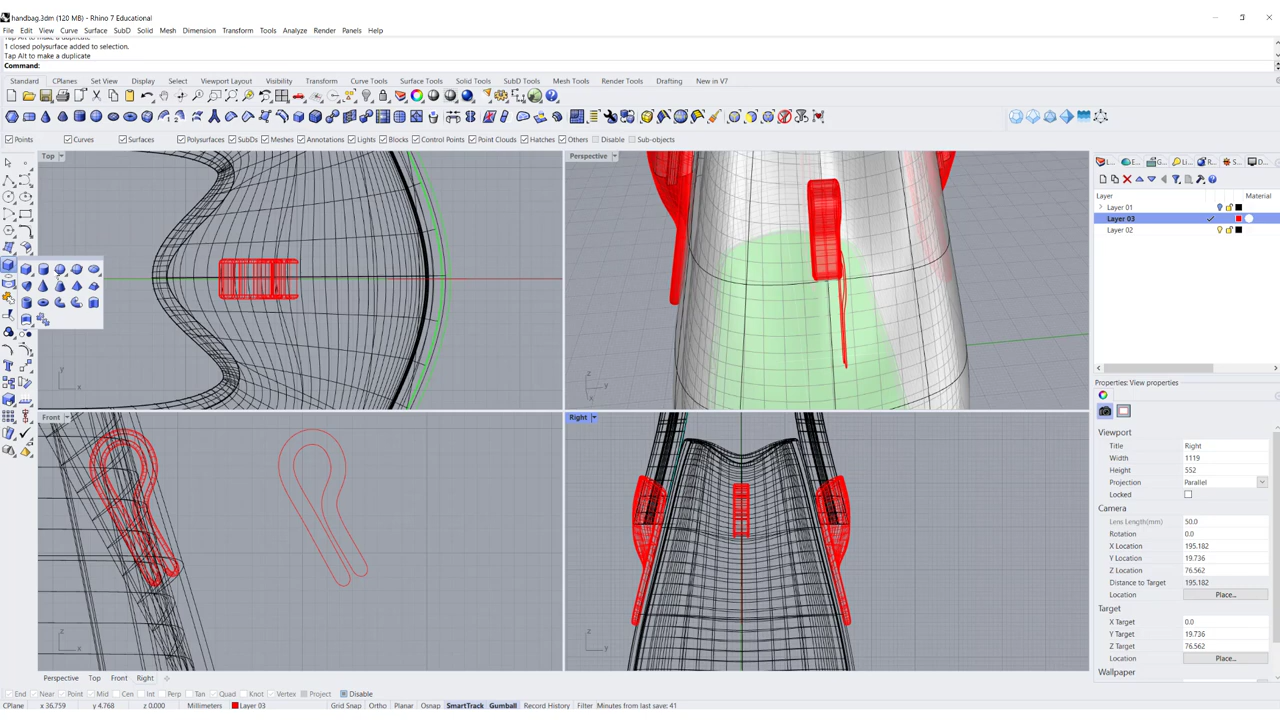 handbag.3dm (120 MB) - Rhino 7 Educational
File Edit View Curve Surface SubD Solid Mesh Dimension Transform Tools Analyze Render Panels Help
Tap Alt to make a duplicate
1 closed polysurface added to selection.
Tap Alt to make a duplicate
Command:
Standard CPlanes Set View Display Select Viewport Layout Visibility Transform Curve Tools Surface Tools Solid Tools SubD Tools Mesh Tools Render Tools Drafting New in V7
Points Curves Surfaces Polysurfaces SubDs Meshes Annotations Lights Blocks Control Points Point Clouds Hatches Others Disable Sub-objects
Top
Perspective
Layer Material
Layer 01
Layer 03
Layer 02
y
x
y
x
Properties: View properties
Front
Right
Viewport
Title Right
Width 1119
Height 552
Projection Parallel
Locked
Camera
Lens Length(mm) 50.0
Rotation 0.0
X Location 195.182
Y Location 19.736
Z Location 76.562
Distance to Target 195.182
Location Place...
Target
X Target 0.0
Y Target 19.736
Z Target 76.562
Location Place...
Wallpaper
z
x
z
y
Perspective Top Front Right
End Near Point Mid Cen Int Perp Tan Quad Knot Vertex Project Disable
CPlane x 36.759 y 4.768 z 0.000 Millimeters Layer 03 Grid Snap Ortho Planar Osnap SmartTrack Gumball Record History Filter Minutes from last save: 41